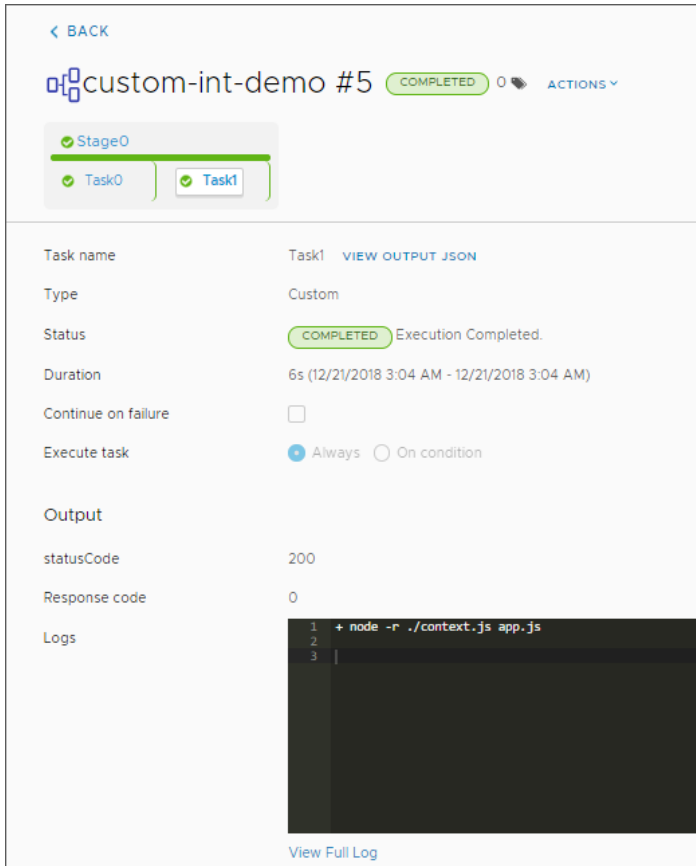 BACK
custom-int-demo #5 COMPLETED 0 ACTIONS
Stage0
Task0 Task1
Task name Task1 VIEW OUTPUT JSON
Type Custom
Status COMPLETED Execution Completed.
Duration 6s (12/21/2018 3:04 AM - 12/21/2018 3:04 AM)
Continue on failure
Execute task Always On condition
Output
statusCode 200
Response code 0
Logs
1 + node -r ./context.js app.js
2
3
View Full Log